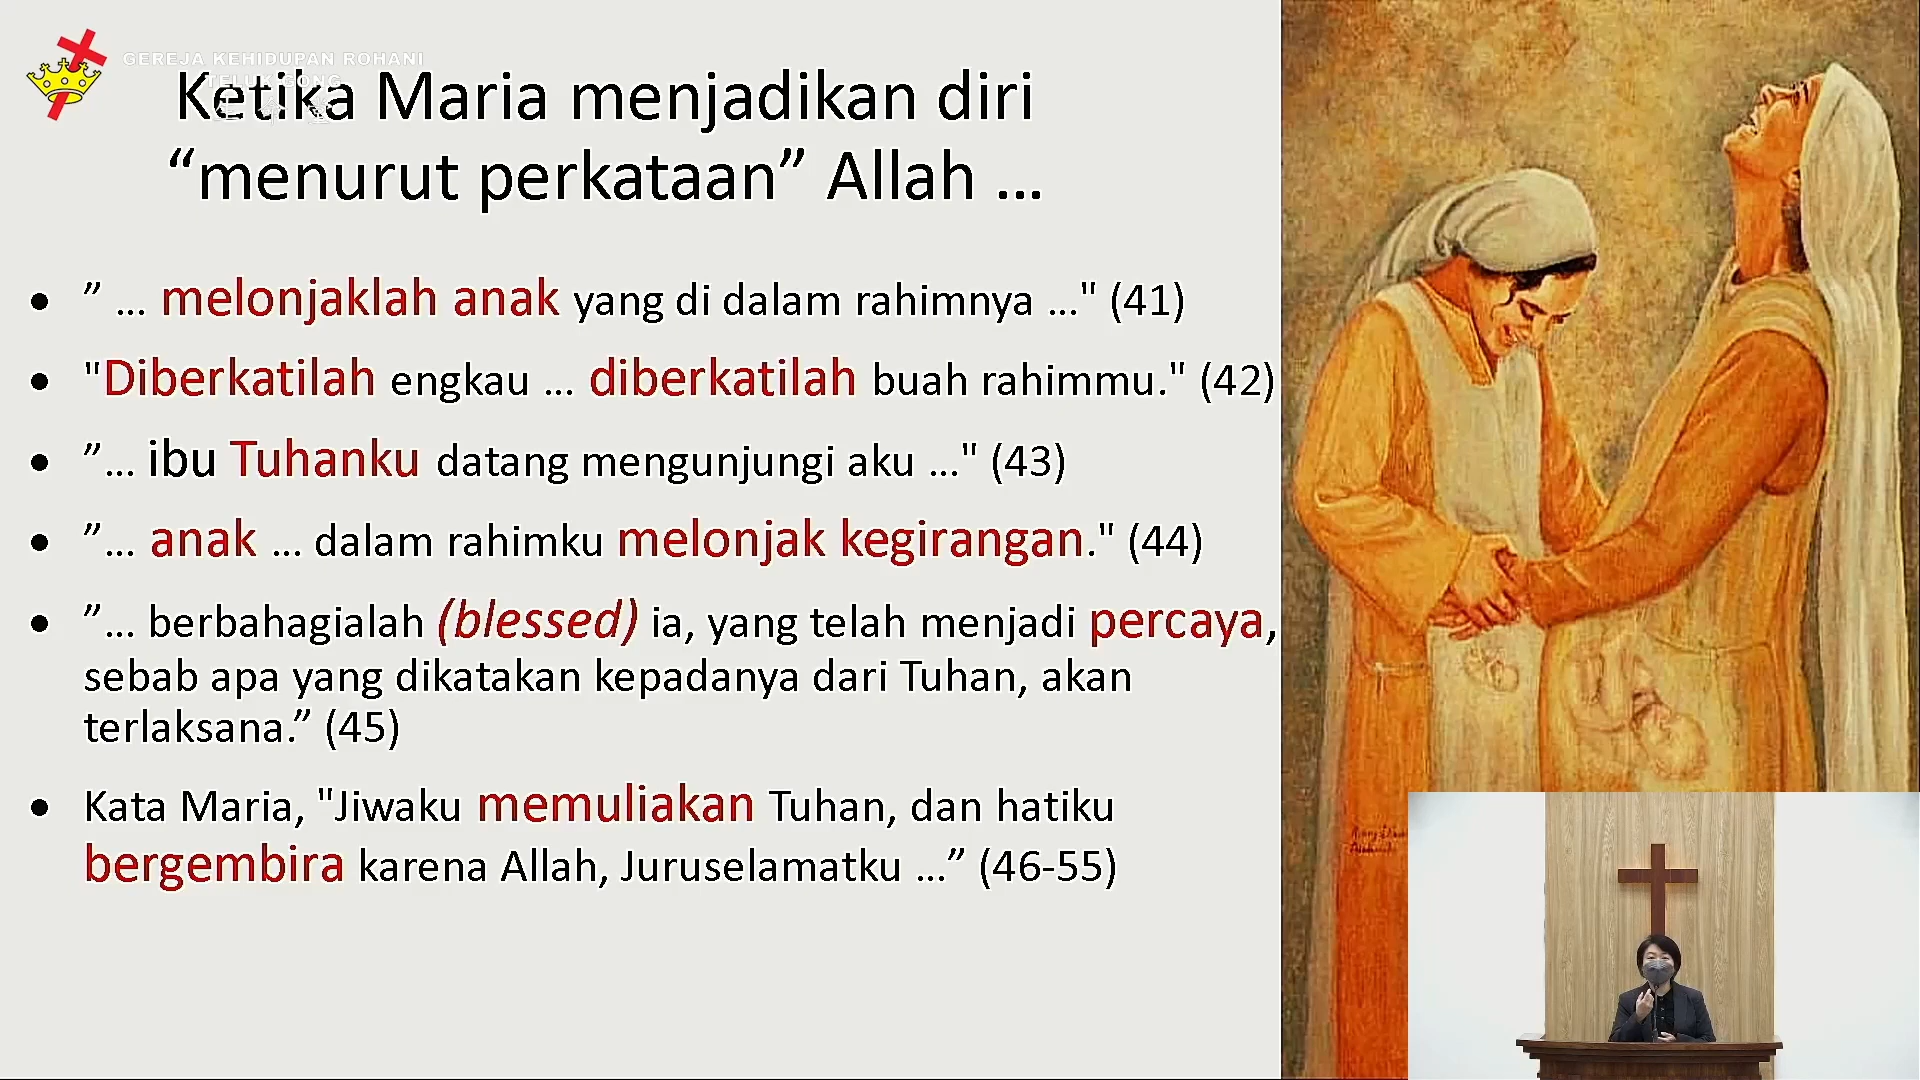 GEREJA KEHIDUPAN ROHANI
TELUK GONG
Ketika Maria menjadikan diri
“menurut perkataan” Allah ...
• ” ... melonjaklah anak yang di dalam rahimnya ..." (41)
• "Diberkatilah engkau ... diberkatilah buah rahimmu." (42)
• ”... ibu Tuhanku datang mengunjungi aku ..." (43)
• ”... anak ... dalam rahimku melonjak kegirangan." (44)
• ”... berbahagialah (blessed) ia, yang telah menjadi percaya,
sebab apa yang dikatakan kepadanya dari Tuhan, akan
terlaksana.” (45)
• Kata Maria, "Jiwaku memuliakan Tuhan, dan hatiku
bergembira karena Allah, Juruselamatku ...” (46-55)